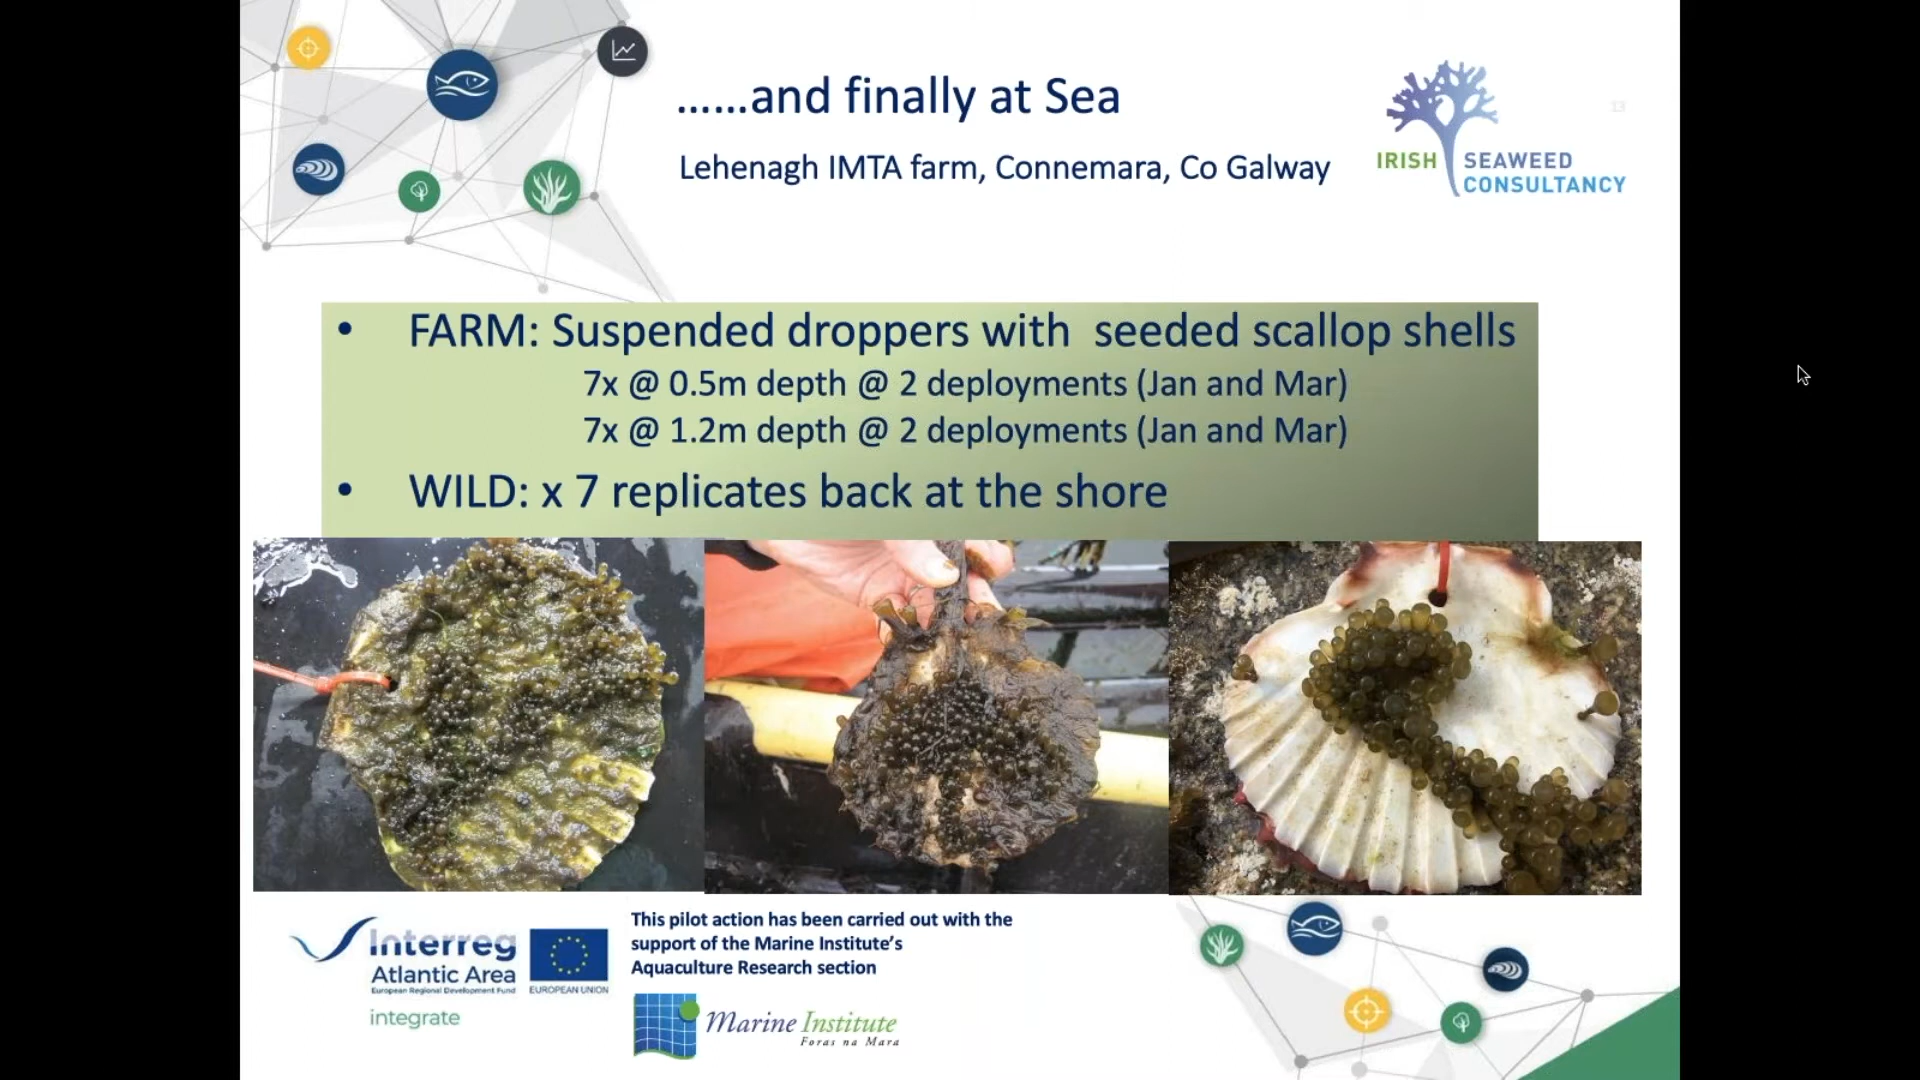 ......and finally at Sea
Lehenagh IMTA farm, Connemara, Co Galway
13
IRISH SEAWEED
CONSULTANCY
• FARM: Suspended droppers with seeded scallop shells
7x @ 0.5m depth @ 2 deployments (Jan and Mar)
7x @ 1.2m depth @ 2 deployments (Jan and Mar)
• WILD: x 7 replicates back at the shore
Interreg
Atlantic Area
European Regional Development Fund
EUROPEAN UNION
integrate
This pilot action has been carried out with the
support of the Marine Institute’s
Aquaculture Research section
Marine Institute
Foras na Mara